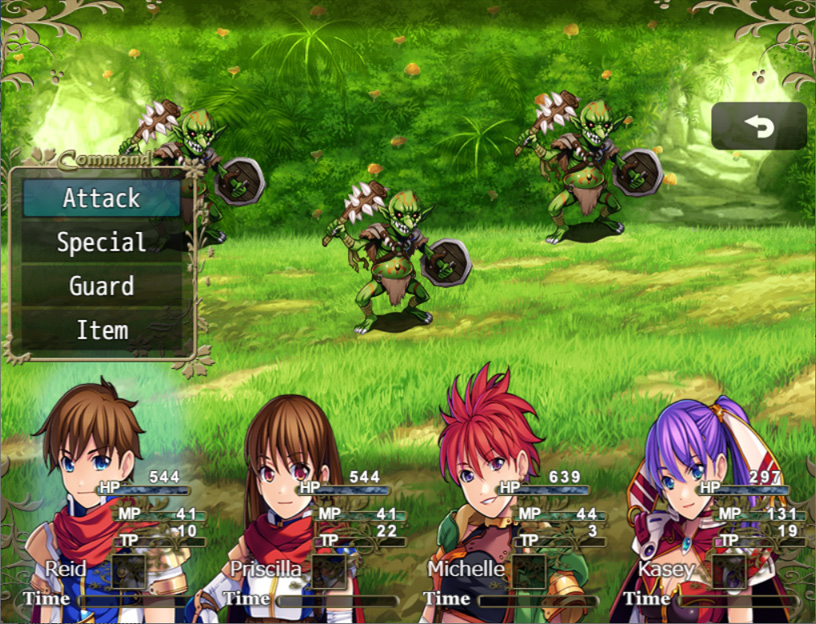 Command
Attack
Special
Guard
Item
HP 544
MP 41
TP 10
Reid
Time
HP 544
MP 41
TP 22
Priscilla
Time
HP 639
MP 44
TP 3
Michelle
Time
HP 297
MP 131
TP 19
Kasey
Time